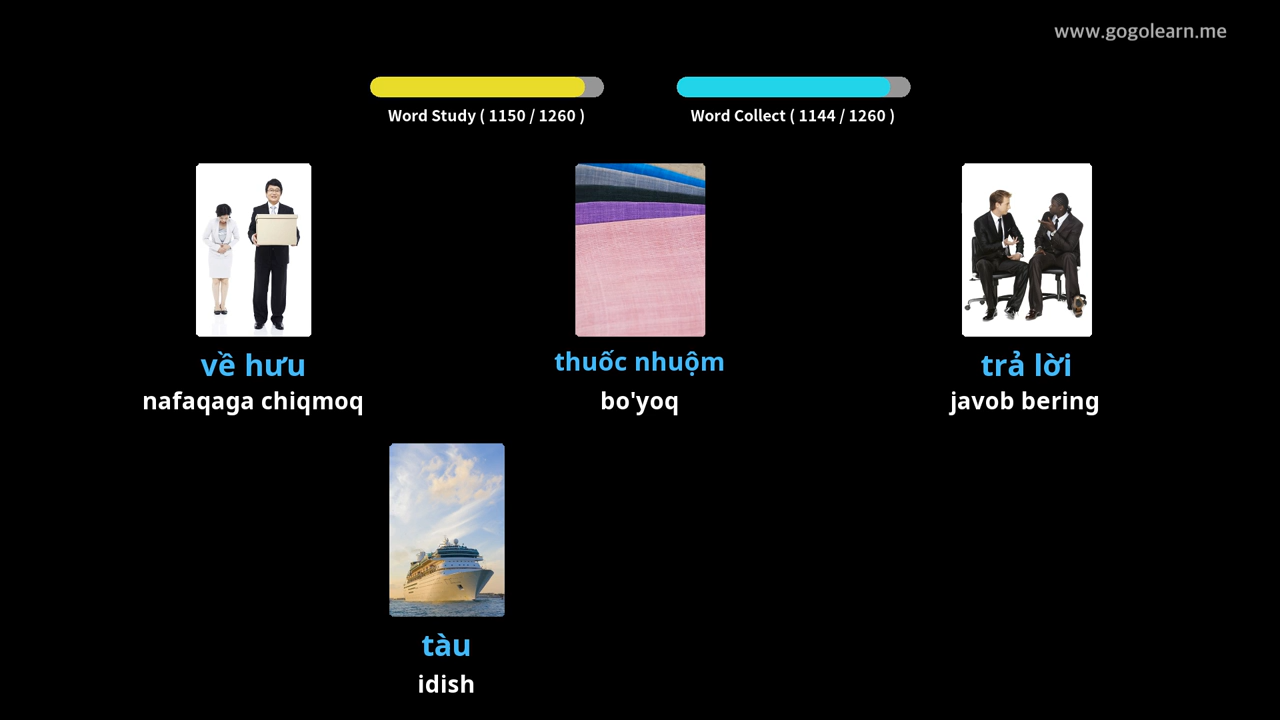 www.gogolearn.me
Word Study ( 1150 / 1260 )
Word Collect ( 1144 / 1260 )
về hưu
nafaqaga chiqmoq
thuốc nhuộm
bo'yoq
trả lời
javob bering
tàu
idish